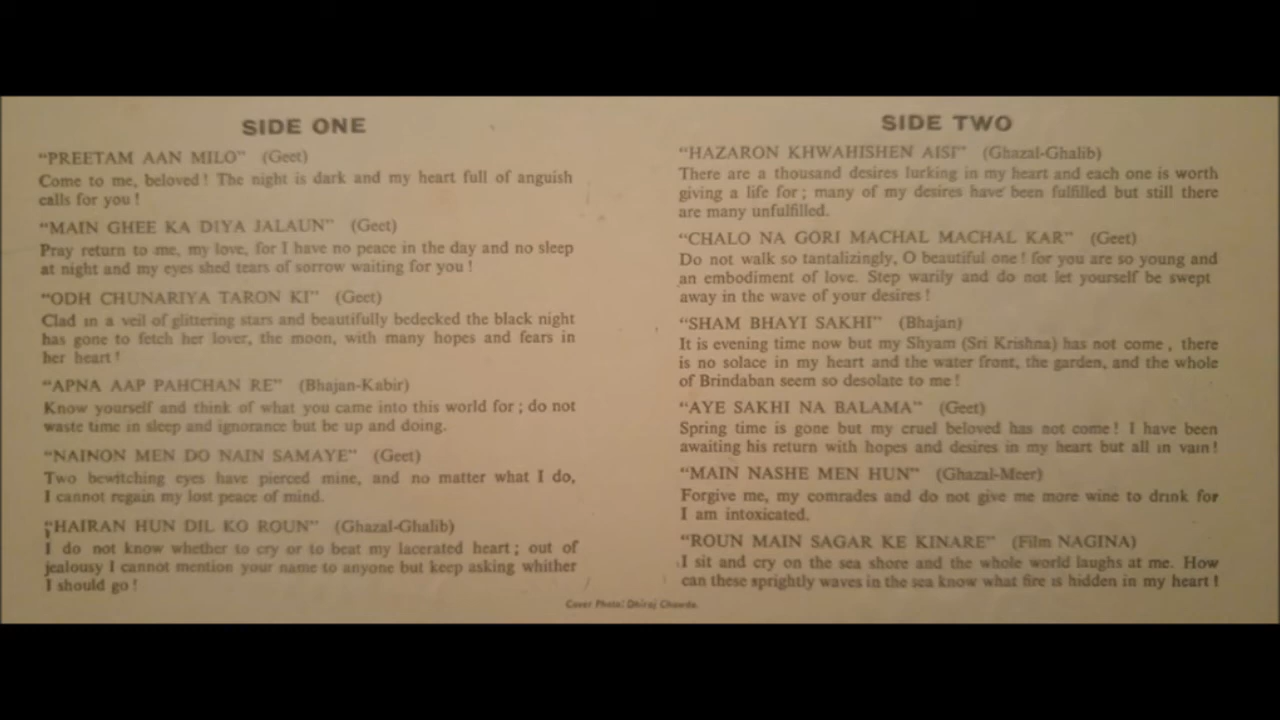 SIDE ONE
"PREETAM AAN MILO" (Geet)
Come to me, beloved! The night is dark and my heart full of anguish
calls for you!
"MAIN GHEE KA DIYA JALAUN" (Geet)
Pray return to me, my love, for I have no peace in the day and no sleep
at night and my eyes shed tears of sorrow waiting for you!
"ODH CHUNARIYA TARON KI" (Geet)
Clad in a veil of glittering stars and beautifully bedecked the black night
has gone to fetch her lover, the moon, with many hopes and fears in
her heart!
"APNA AAP PAHCHAN RE" (Bhajan-Kabir)
Know yourself and think of what you came into this world for; do not
waste time in sleep and ignorance but be up and doing.
"NAINON MEN DO NAIN SAMAYE" (Geet)
Two bewitching eyes have pierced mine, and no matter what I do,
I cannot regain my lost peace of mind.
"HAIRAN HUN DIL KO ROUN" (Ghazal-Ghalib)
I do not know whether to cry or to beat my lacerated heart; out of
jealousy I cannot mention your name to anyone but keep asking whither
I should go!
SIDE TWO
"HAZARON KHWAHISHEN AISI" (Ghazal-Ghalib)
There are a thousand desires lurking in my heart and each one is worth
giving a life for; many of my desires have been fulfilled but still there
are many unfulfilled.
"CHALO NA GORI MACHAL MACHAL KAR" (Geet)
Do not walk so tantalizingly, O beautiful one! for you are so young and
an embodiment of love. Step warily and do not let yourself be swept
away in the wave of your desires!
"SHAM BHAYI SAKHI" (Bhajan)
It is evening time now but my Shyam (Sri Krishna) has not come, there
is no solace in my heart and the water front, the garden, and the whole
of Brindaban seem so desolate to me!
"AYE SAKHI NA BALAMA" (Geet)
Spring time is gone but my cruel beloved has not come! I have been
awaiting his return with hopes and desires in my heart but all in vain!
"MAIN NASHE MEN HUN" (Ghazal-Meer)
Forgive me, my comrades and do not give me more wine to drink for
I am intoxicated.
"ROUN MAIN SAGAR KE KINARE" (Film NAGINA)
I sit and cry on the sea shore and the whole world laughs at me. How
can these sprightly waves in the sea know what fire is hidden in my heart!
Cover Photo: Dhiraj Chawda.